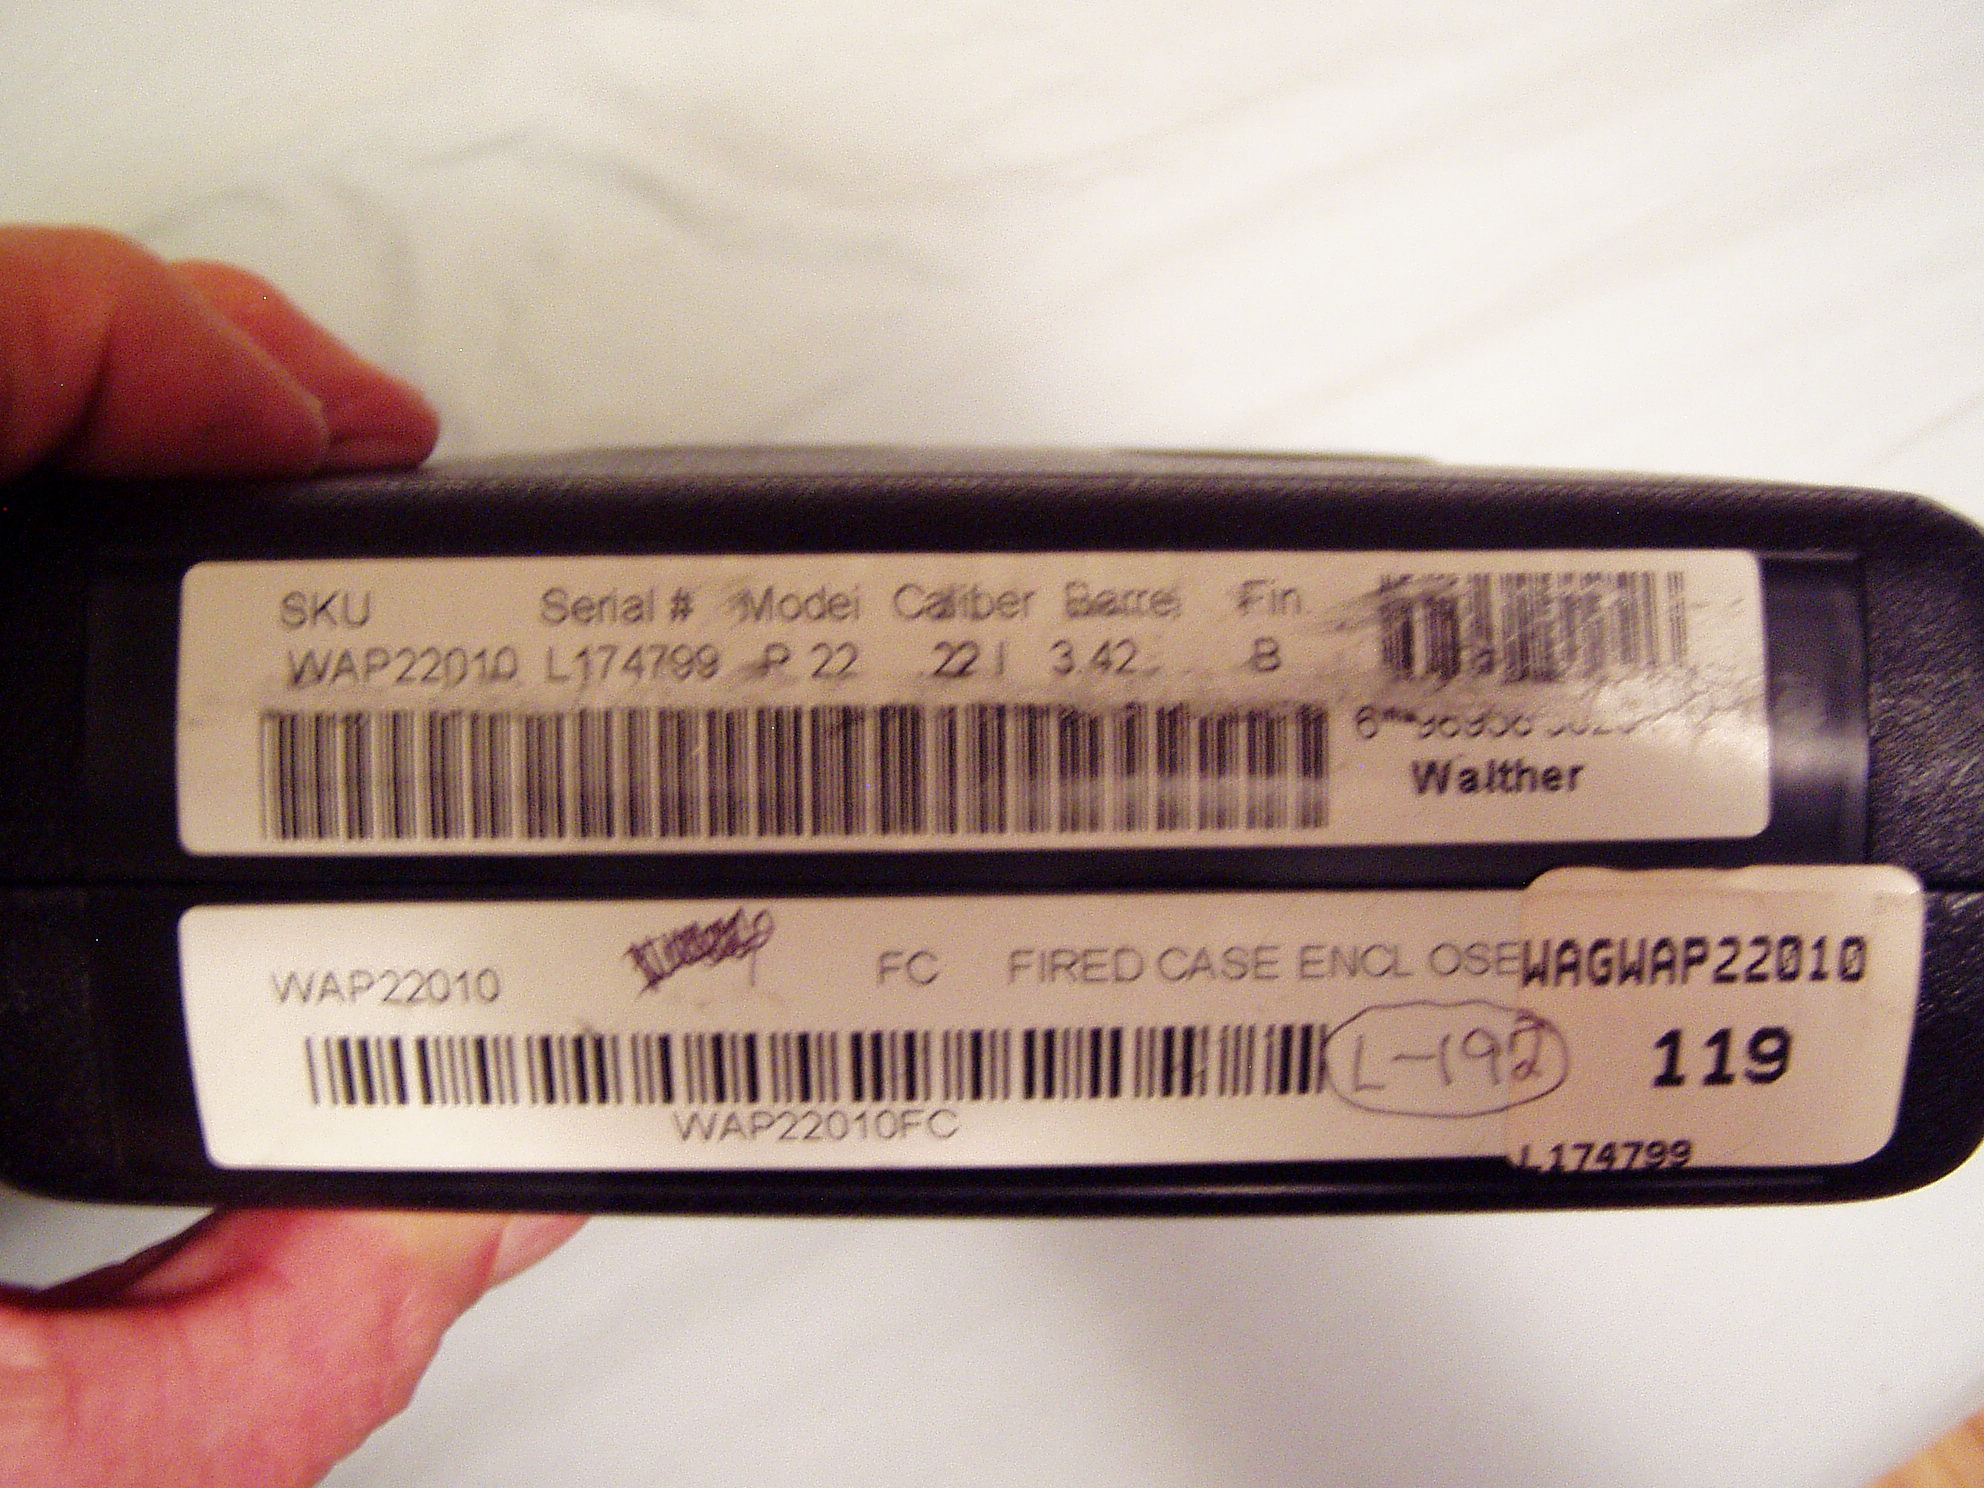 SKU Serial # Model Caliber Barrel Fin
WAP22010 L174799 P 22 22 l 3.42 B
Walther
WAP22010 FC FIRED CASE ENCLOSE
WAP22010FC
L-192
WAGWAP22010
119
L174799